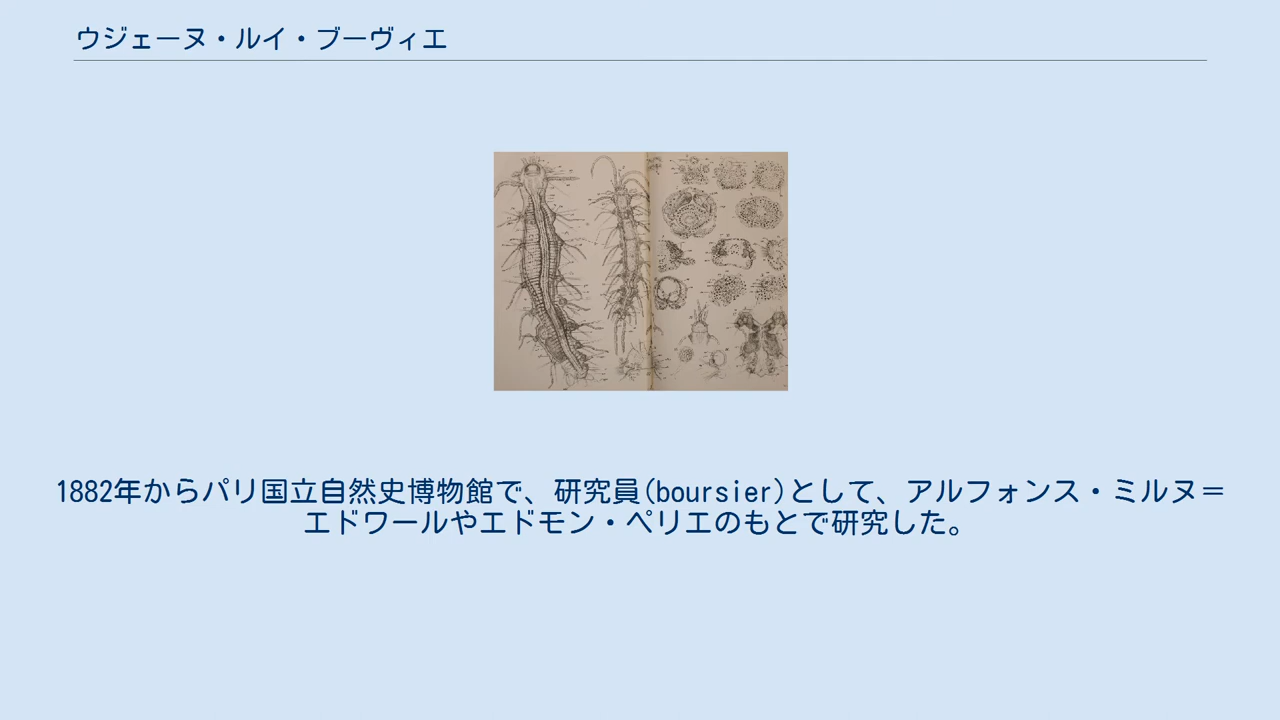 ウジェーヌ・ルイ・ブーヴィエ
1882年からパリ国立自然史博物館で、研究員(boursier)として、アルフォンス・ミルヌ＝
エドワールやエドモン・ペリエのもとで研究した。